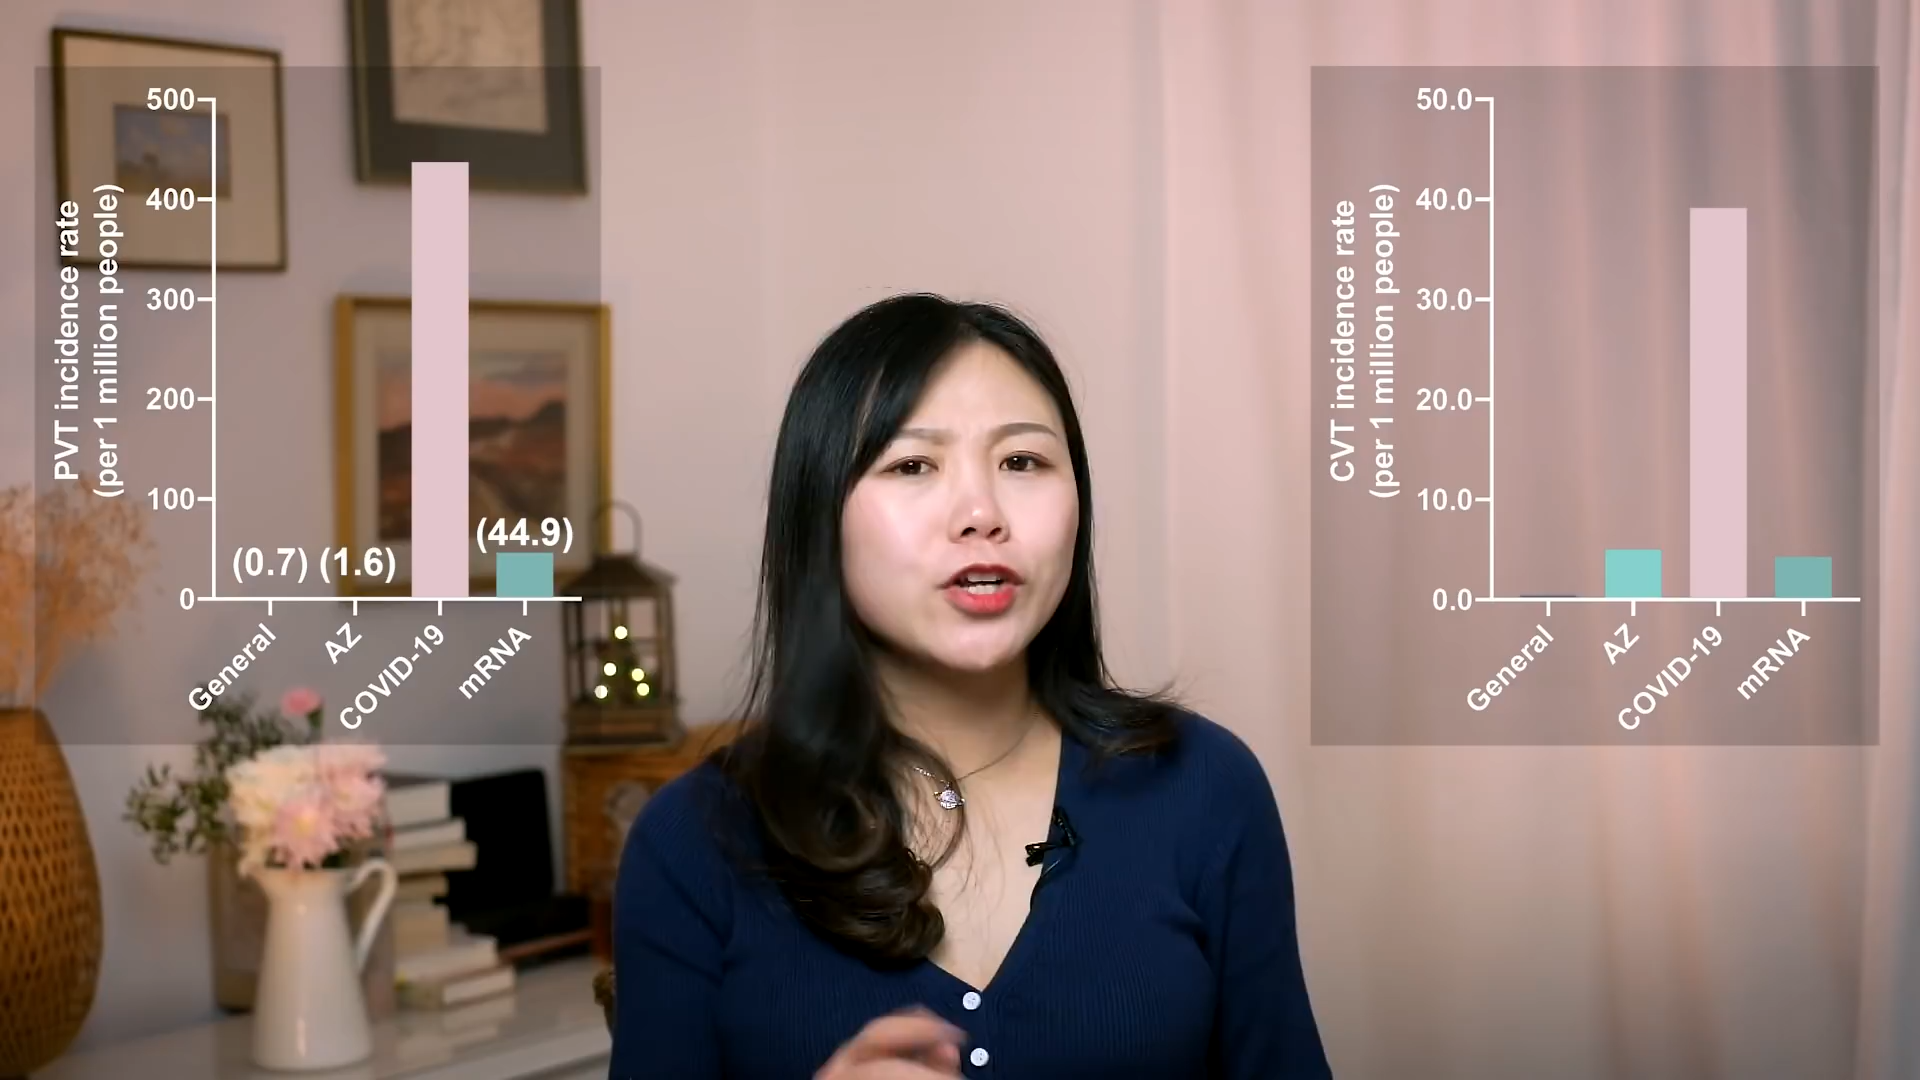 PVT incidence rate
(per 1 million people)
500
400
300
200
100
0
(0.7)
(1.6)
(44.9)
General
AZ
COVID-19
mRNA
CVT incidence rate
(per 1 million people)
50.0
40.0
30.0
20.0
10.0
0.0
General
AZ
COVID-19
mRNA